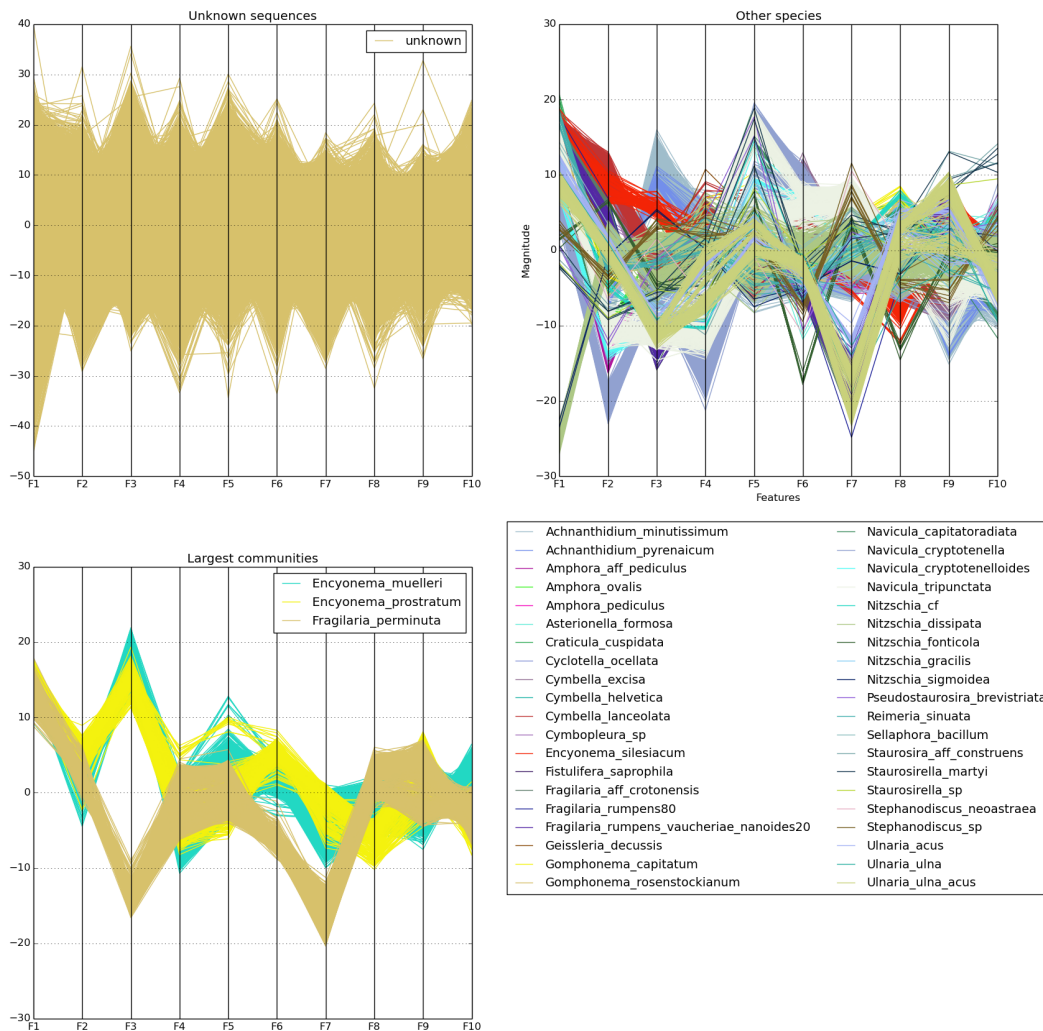 Unknown sequences
unknown
40
30
20
10
0
−10
−20
−30
−40
−50
F1 F2 F3 F4 F5 F6 F7 F8 F9 F10
Other species
30
20
10
0
−10
−20
−30
Magnitude
F1 F2 F3 F4 F5 F6 F7 F8 F9 F10
Features
Largest communities
Encyonema_muelleri
Encyonema_prostratum
Fragilaria_perminuta
30
20
10
0
−10
−20
−30
F1 F2 F3 F4 F5 F6 F7 F8 F9 F10
Achnanthidium_minutissimum
Achnanthidium_pyrenaicum
Amphora_aff_pediculus
Amphora_ovalis
Amphora_pediculus
Asterionella_formosa
Craticula_cuspidata
Cyclotella_ocellata
Cymbella_excisa
Cymbella_helvetica
Cymbella_lanceolata
Cymbopleura_sp
Encyonema_silesiacum
Fistulifera_saprophila
Fragilaria_aff_crotonensis
Fragilaria_rumpens80
Fragilaria_rumpens_vaucheriae_nanoides20
Geissleria_decussis
Gomphonema_capitatum
Gomphonema_rosenstockianum
Navicula_capitatoradiata
Navicula_cryptotenella
Navicula_cryptotenelloides
Navicula_tripunctata
Nitzschia_cf
Nitzschia_dissipata
Nitzschia_fonticola
Nitzschia_gracilis
Nitzschia_sigmoidea
Pseudostaurosira_brevistriata
Reimeria_sinuata
Sellaphora_bacillum
Staurosira_aff_construens
Staurosirella_martyi
Staurosirella_sp
Stephanodiscus_neoastraea
Stephanodiscus_sp
Ulnaria_acus
Ulnaria_ulna
Ulnaria_ulna_acus